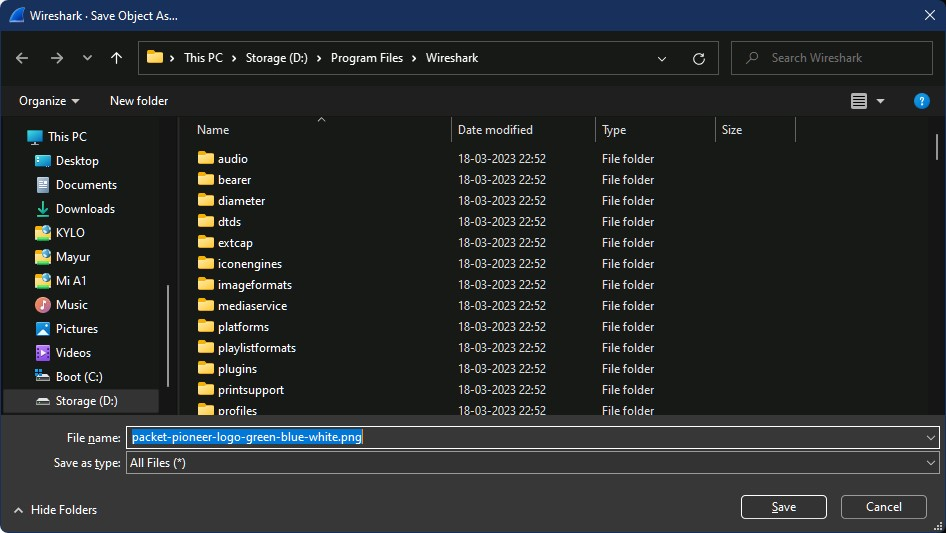 Wireshark · Save Object As...
This PC › Storage (D:) › Program Files › Wireshark
Search Wireshark
Organize
New folder
?
This PC
Desktop
Documents
Downloads
KYLO
Mayur
Mi A1
Music
Pictures
Videos
Boot (C:)
Storage (D:)
Name Date modified Type Size
audio 18-03-2023 22:52 File folder
bearer 18-03-2023 22:52 File folder
diameter 18-03-2023 22:52 File folder
dtds 18-03-2023 22:52 File folder
extcap 18-03-2023 22:52 File folder
iconengines 18-03-2023 22:52 File folder
imageformats 18-03-2023 22:52 File folder
mediaservice 18-03-2023 22:52 File folder
platforms 18-03-2023 22:52 File folder
playlistformats 18-03-2023 22:52 File folder
plugins 18-03-2023 22:52 File folder
printsupport 18-03-2023 22:52 File folder
profiles 18-03-2023 22:52 File folder
File name: packet-pioneer-logo-green-blue-white.png
Save as type: All Files (*)
Hide Folders
Save
Cancel